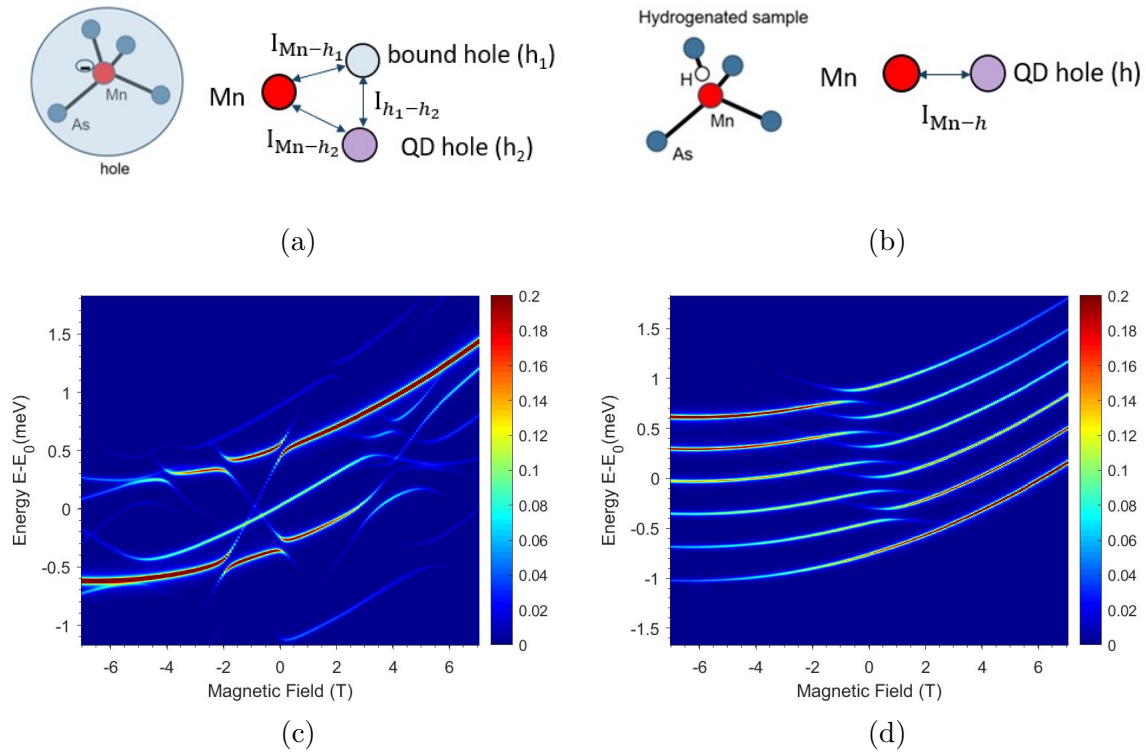 Mn
As
hole
Mn
I_{Mn-h_1}
bound hole (h_1)
I_{h_1-h_2}
I_{Mn-h_2}
QD hole (h_2)
(a)
Hydrogenated sample
H
Mn
As
Mn
QD hole (h)
I_{Mn-h}
(b)
Energy E-E_0(meV)
1.5
1
0.5
0
-0.5
-1
-6 -4 -2 0 2 4 6
Magnetic Field (T)
0.2
0.18
0.16
0.14
0.12
0.1
0.08
0.06
0.04
0.02
0
(c)
Energy E-E_0(meV)
1.5
1
0.5
0
-0.5
-1
-1.5
-6 -4 -2 0 2 4 6
Magnetic Field (T)
0.2
0.18
0.16
0.14
0.12
0.1
0.08
0.06
0.04
0.02
0
(d)